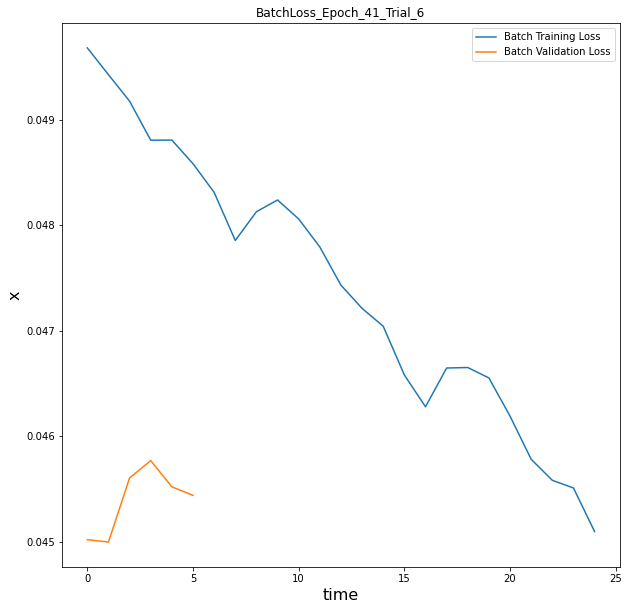 BatchLoss_Epoch_41_Trial_6
Batch Training Loss
Batch Validation Loss
0.049
0.048
0.047
0.046
0.045
x
0
5
10
15
20
25
time